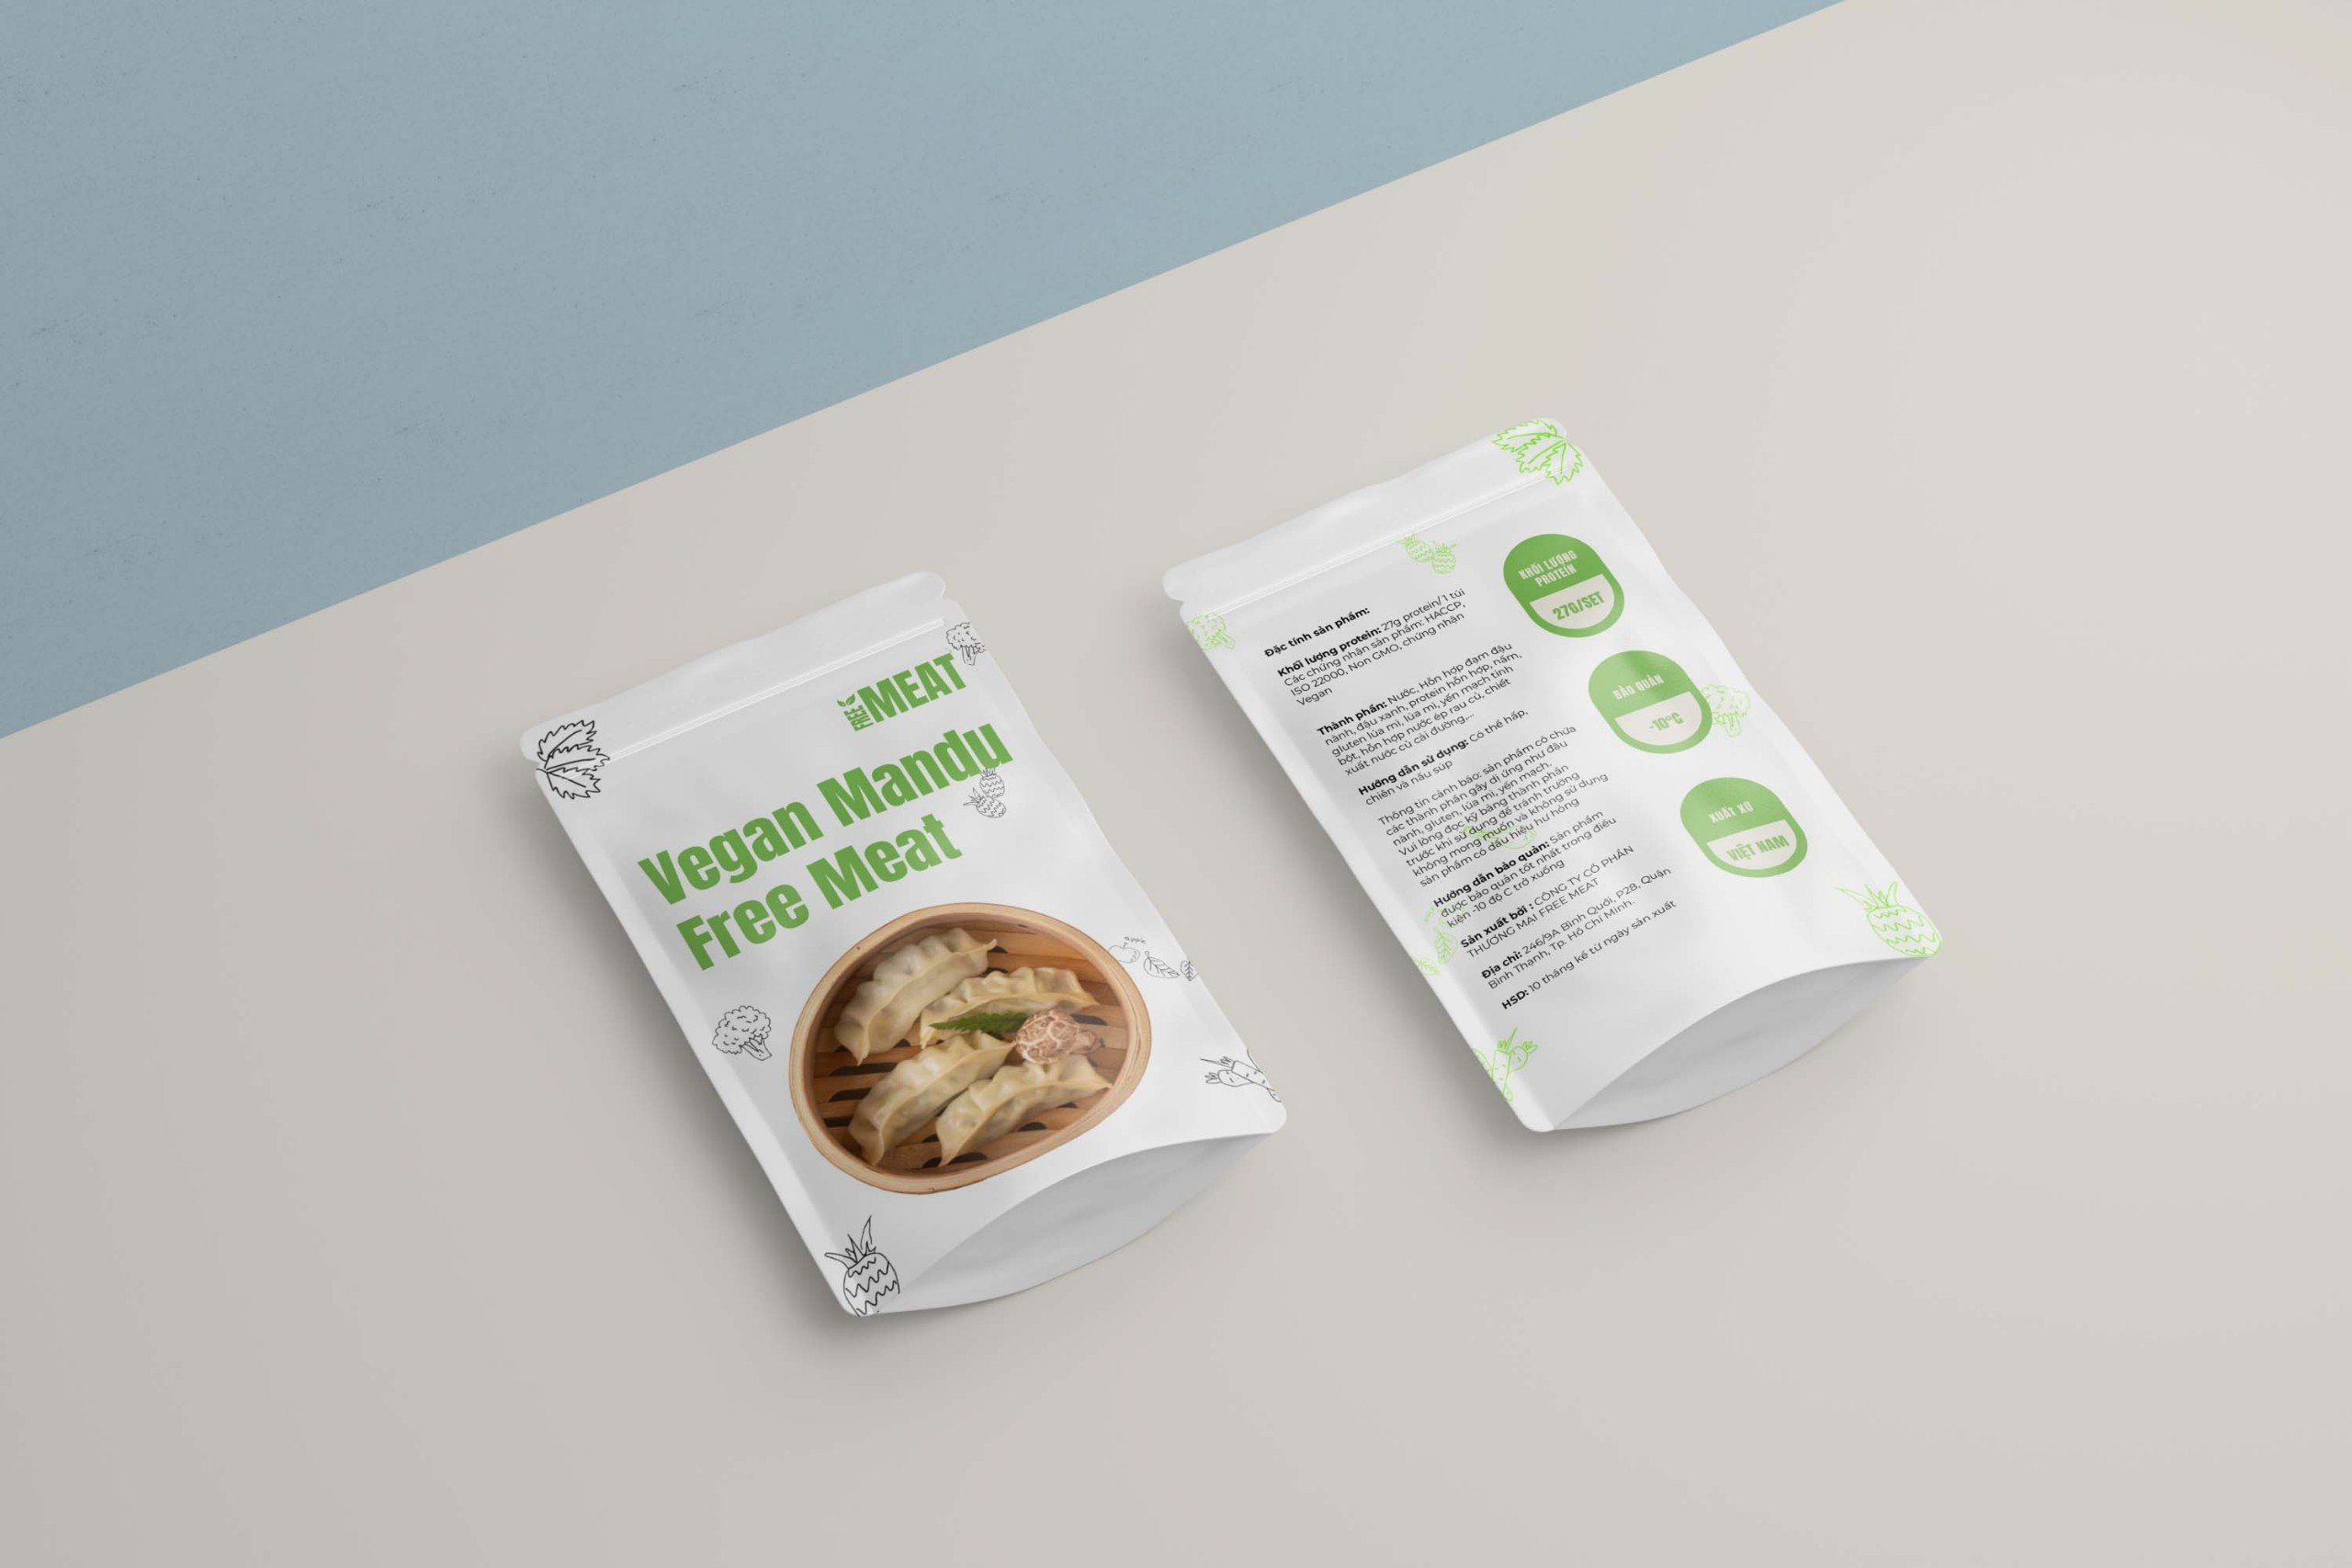 FREE MEAT
Vegan Mandu
Free Meat
apple
Đặc tính sản phẩm:
Khối lượng protein: 27g protein/ 1 túi
Các chứng nhận sản phẩm: HACCP,
ISO 22000, Non GMO, chứng nhận
Vegan
Thành phần: Nước, Hỗn hợp đạm đậu
nành, đậu xanh, protein hỗn hợp, nấm,
gluten lúa mì, lúa mì, yến mạch tinh
bột, hỗn hợp nước ép rau củ, chiết
xuất nước củ cải đường,...
Hướng dẫn sử dụng: Có thể hấp,
chiên và nấu súp
Thông tin cảnh báo: sản phẩm có chứa
các thành phần gây dị ứng như đậu
nành, gluten, lúa mì, yến mạch.
Vui lòng đọc kỹ bảng thành phần
trước khi sử dụng để tránh trường
không mong muốn và không sử dụng
sản phẩm có dấu hiệu hư hỏng
Hướng dẫn bảo quản: Sản phẩm
được bảo quản tốt nhất trong điều
kiện -10 độ C trở xuống
Sản xuất bởi : CÔNG TY CỔ PHẦN
THƯƠNG MẠI FREE MEAT
Địa chỉ: 246/9A Bình Quới, P28, Quận
Bình Thạnh, Tp. Hồ Chí Minh.
HSD: 10 tháng kể từ ngày sản xuất
KHỐI LƯỢNG
PROTEIN
27G/SET
BẢO QUẢN
-10°C
XUẤT XỨ
VIỆT NAM